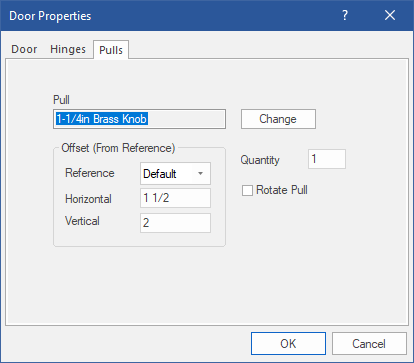 Door Properties ?
Door Hinges Pulls
Pull
1-1/4in Brass Knob Change
Offset (From Reference)
Quantity 1
Reference Default
Rotate Pull
Horizontal 1 1/2
Vertical 2
OK Cancel